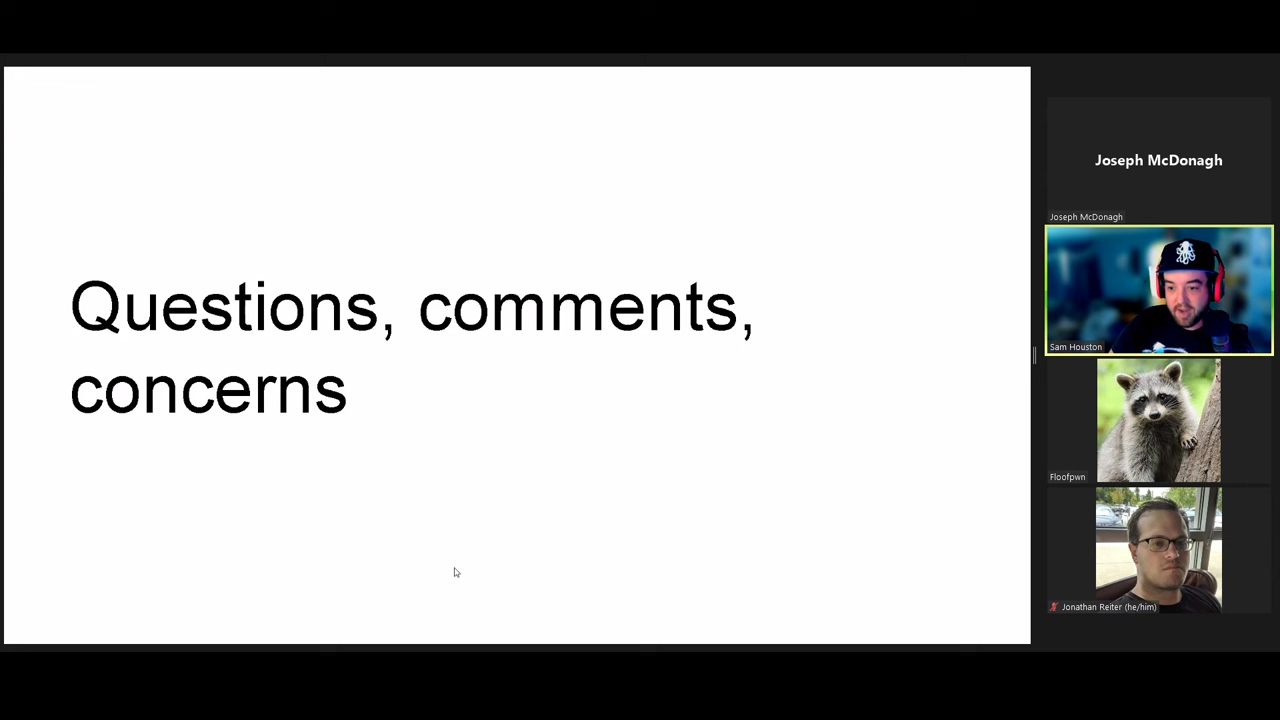 Questions, comments,
concerns
Joseph McDonagh
Joseph McDonagh
Sam Houston
Floofpwn
Jonathan Reiter (he/him)